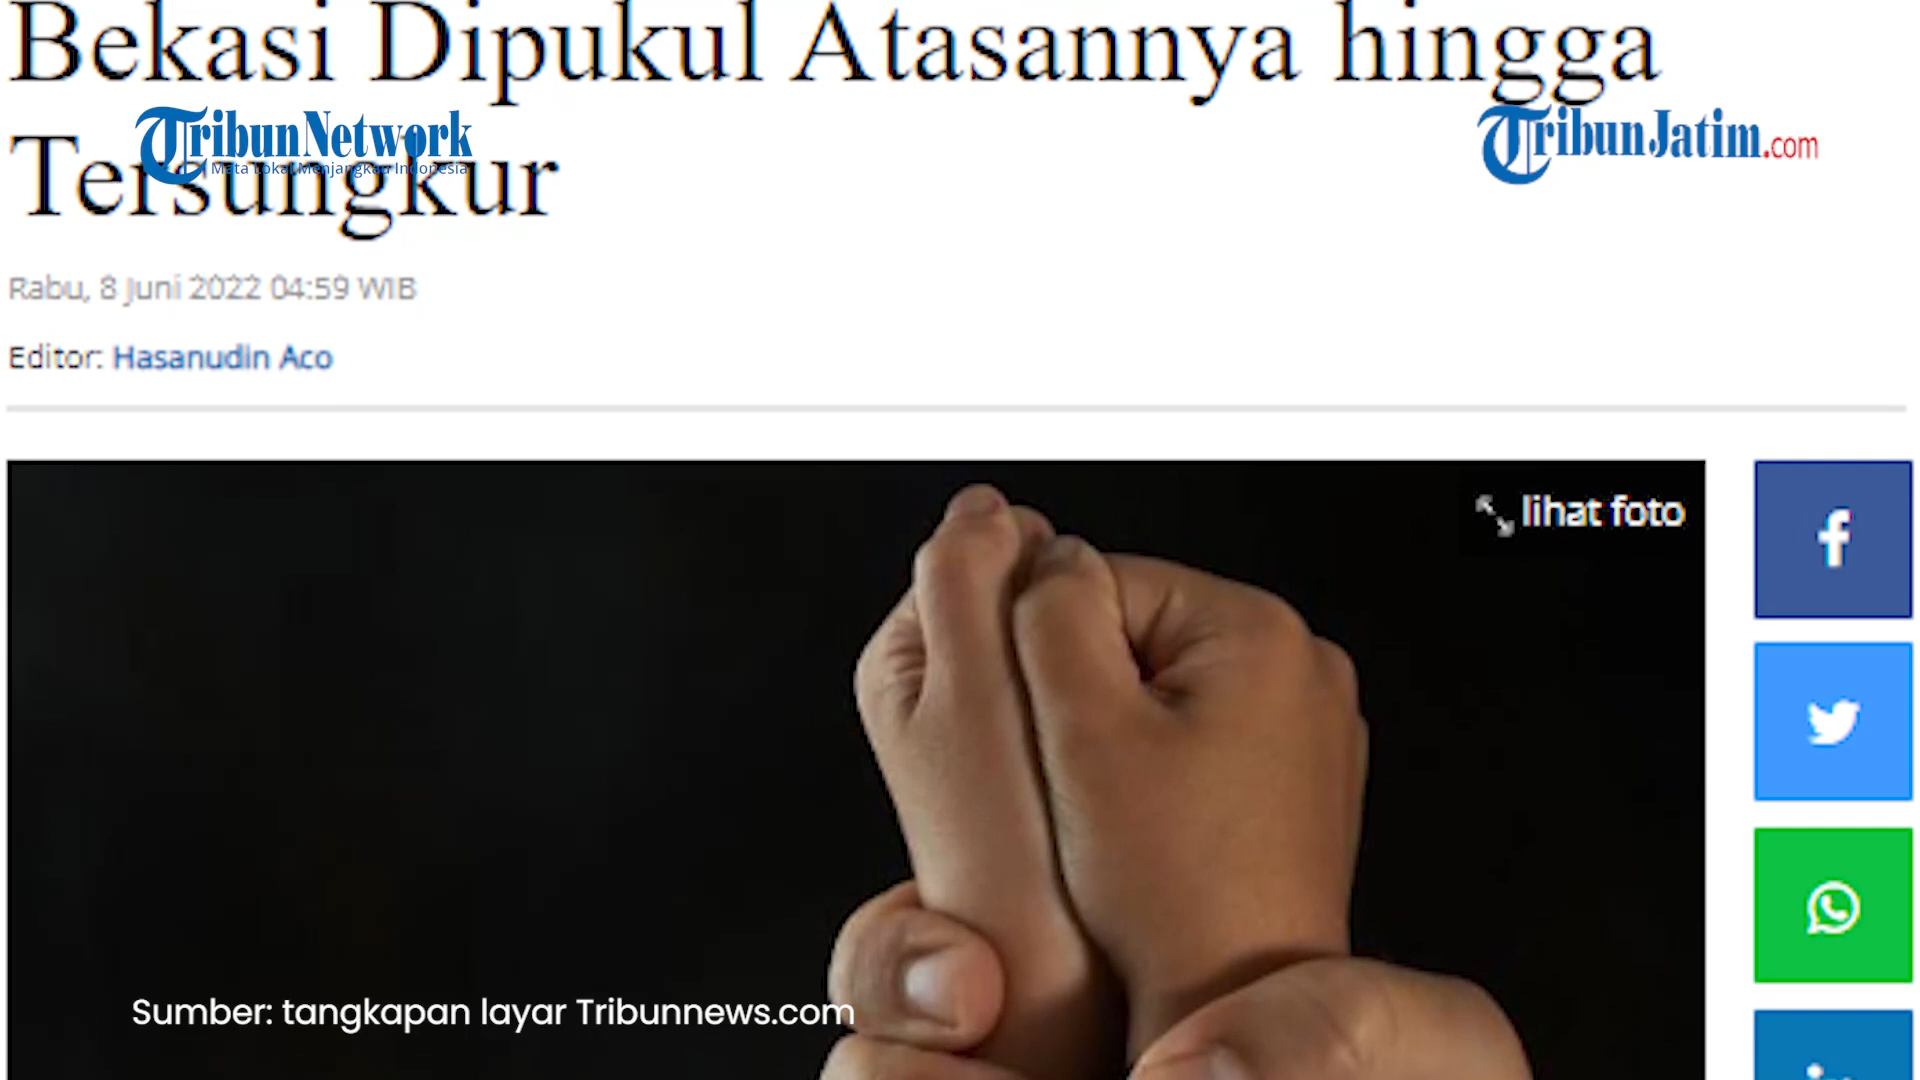 Bekasi Dipukul Atasannya hingga
Tersungkur
TribunNetwork
Mata Lokal Menjangkau Indonesia
TribunJatim.com
Rabu, 8 Juni 2022 04:59 WIB
Editor: Hasanudin Aco
lihat foto
Sumber: tangkapan layar Tribunnews.com